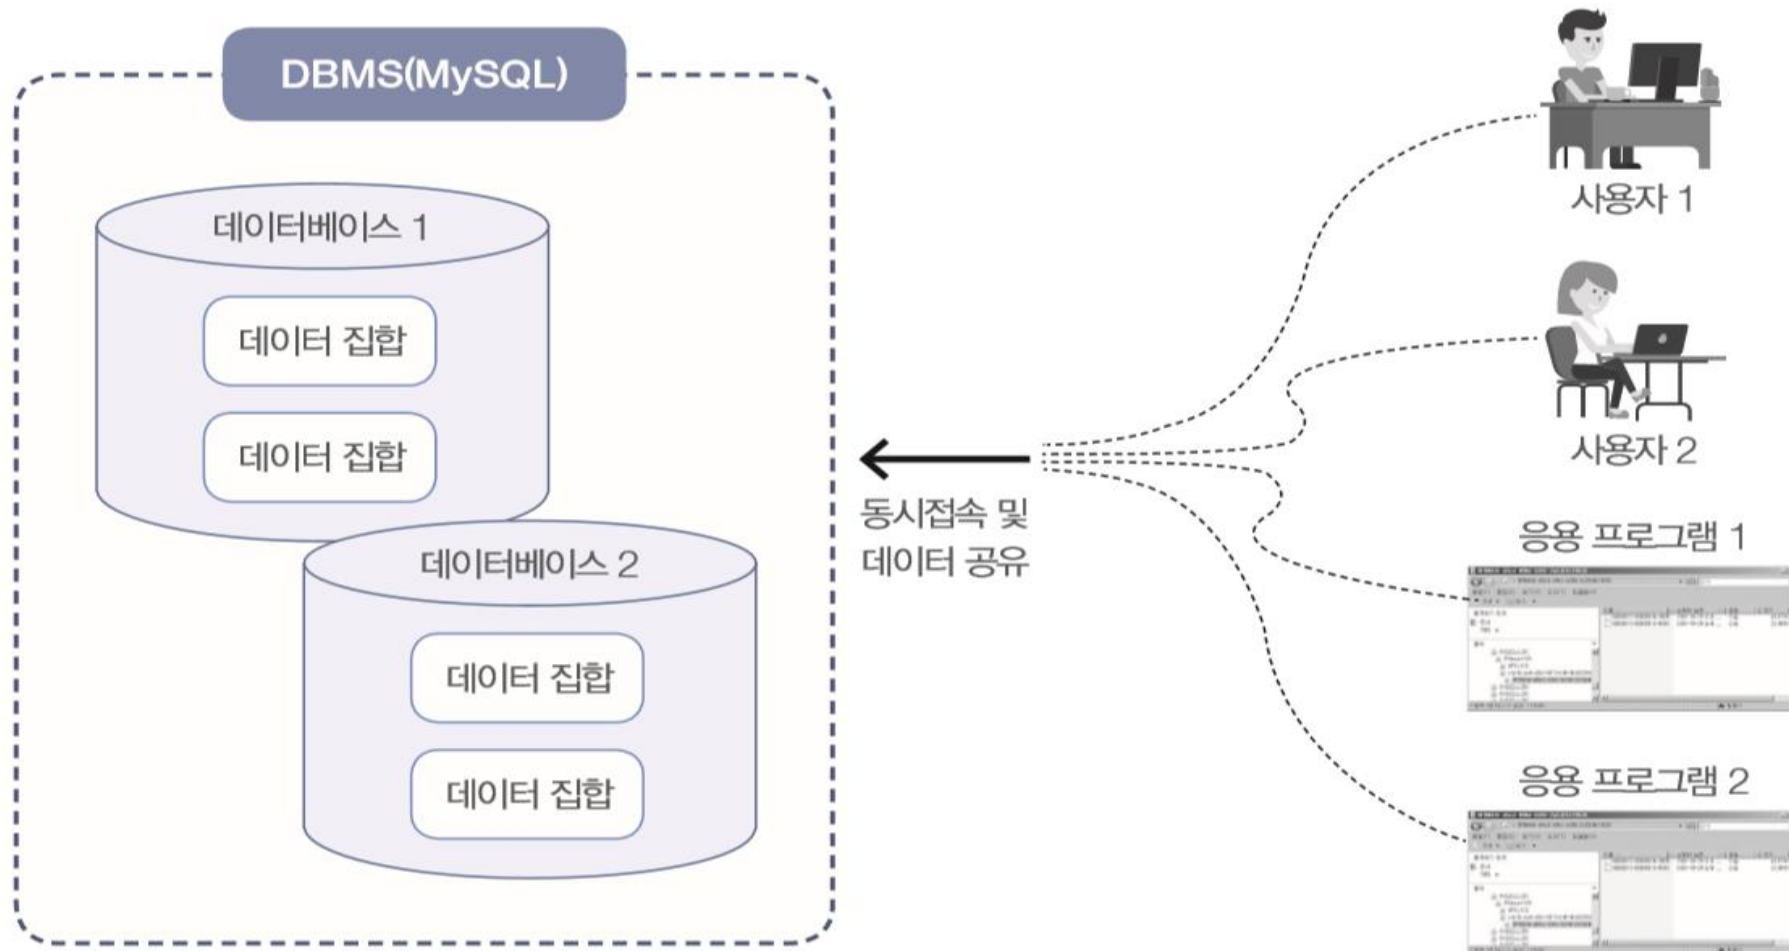 DBMS(MySQL)
데이터베이스 1
데이터 집합
데이터 집합
데이터베이스 2
데이터 집합
데이터 집합
동시접속 및
데이터 공유
사용자 1
사용자 2
응용 프로그램 1
응용 프로그램 2